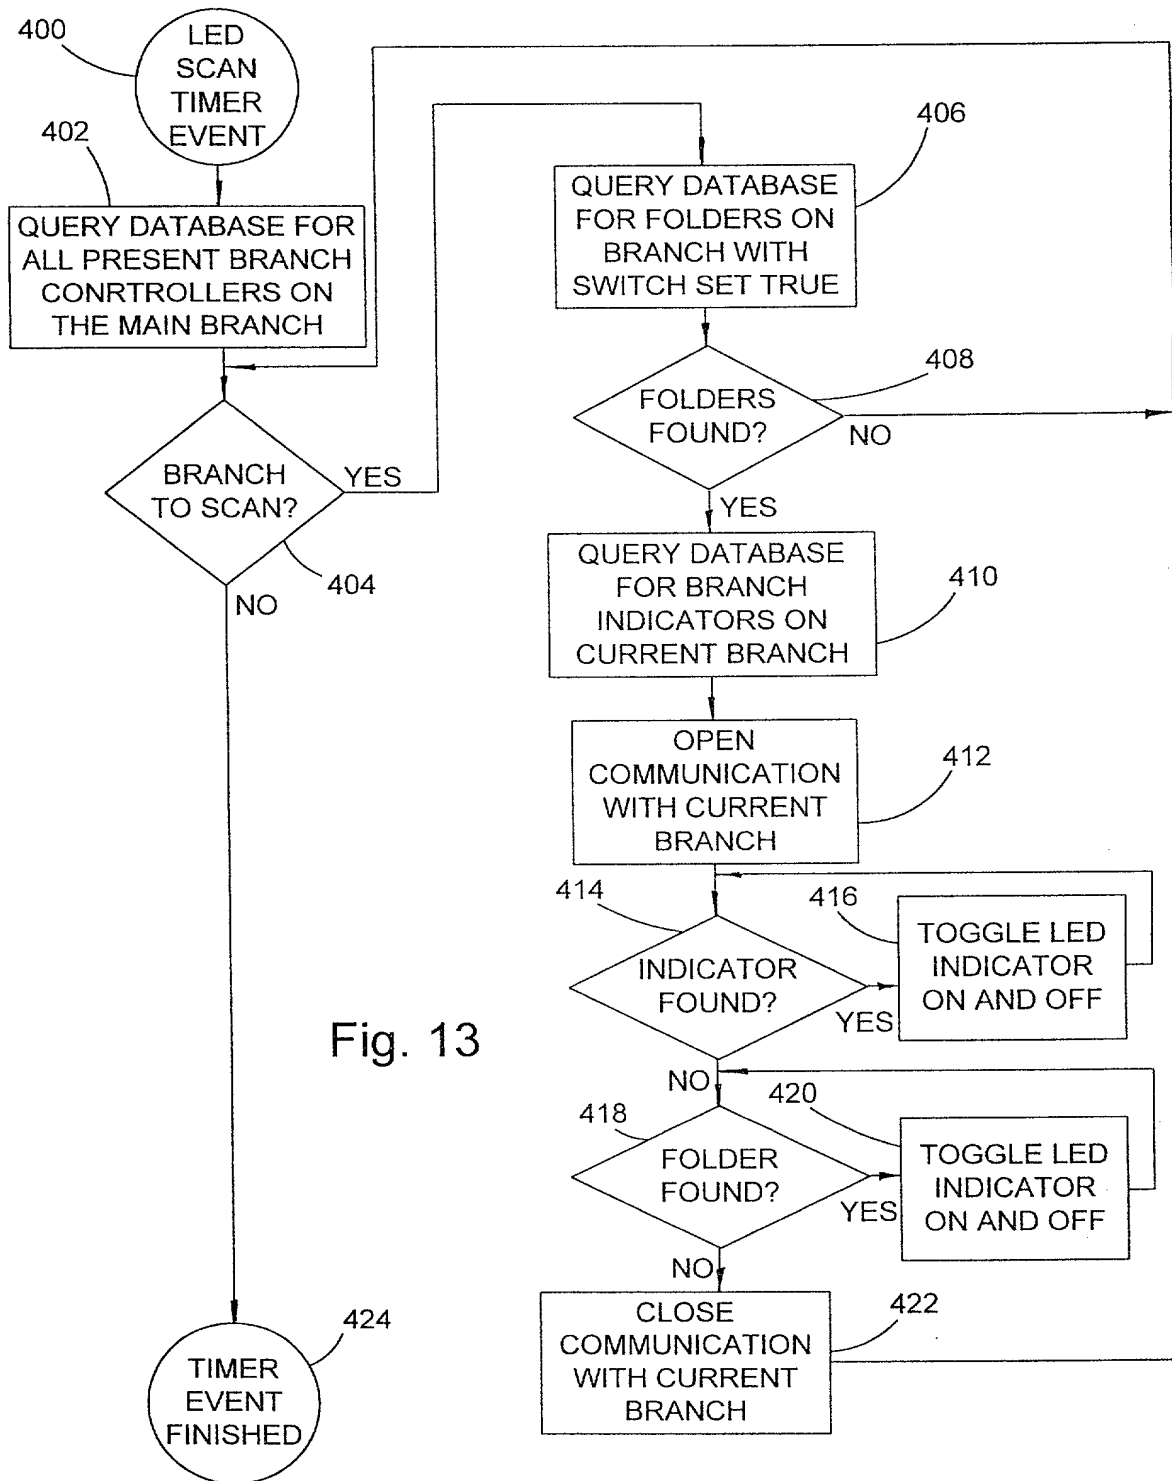 400
LED
SCAN
TIMER
EVENT
402
QUERY DATABASE FOR
ALL PRESENT BRANCH
CONRTROLLERS ON
THE MAIN BRANCH
BRANCH
TO SCAN?
YES
404
NO
406
QUERY DATABASE
FOR FOLDERS ON
BRANCH WITH
SWITCH SET TRUE
408
FOLDERS
FOUND?
NO
YES
QUERY DATABASE
FOR BRANCH
INDICATORS ON
CURRENT BRANCH
410
OPEN
COMMUNICATION
WITH CURRENT
BRANCH
412
414
INDICATOR
FOUND?
YES
416
TOGGLE LED
INDICATOR
ON AND OFF
Fig. 13
NO
418
FOLDER
FOUND?
YES
420
TOGGLE LED
INDICATOR
ON AND OFF
NO
CLOSE
COMMUNICATION
WITH CURRENT
BRANCH
422
424
TIMER
EVENT
FINISHED